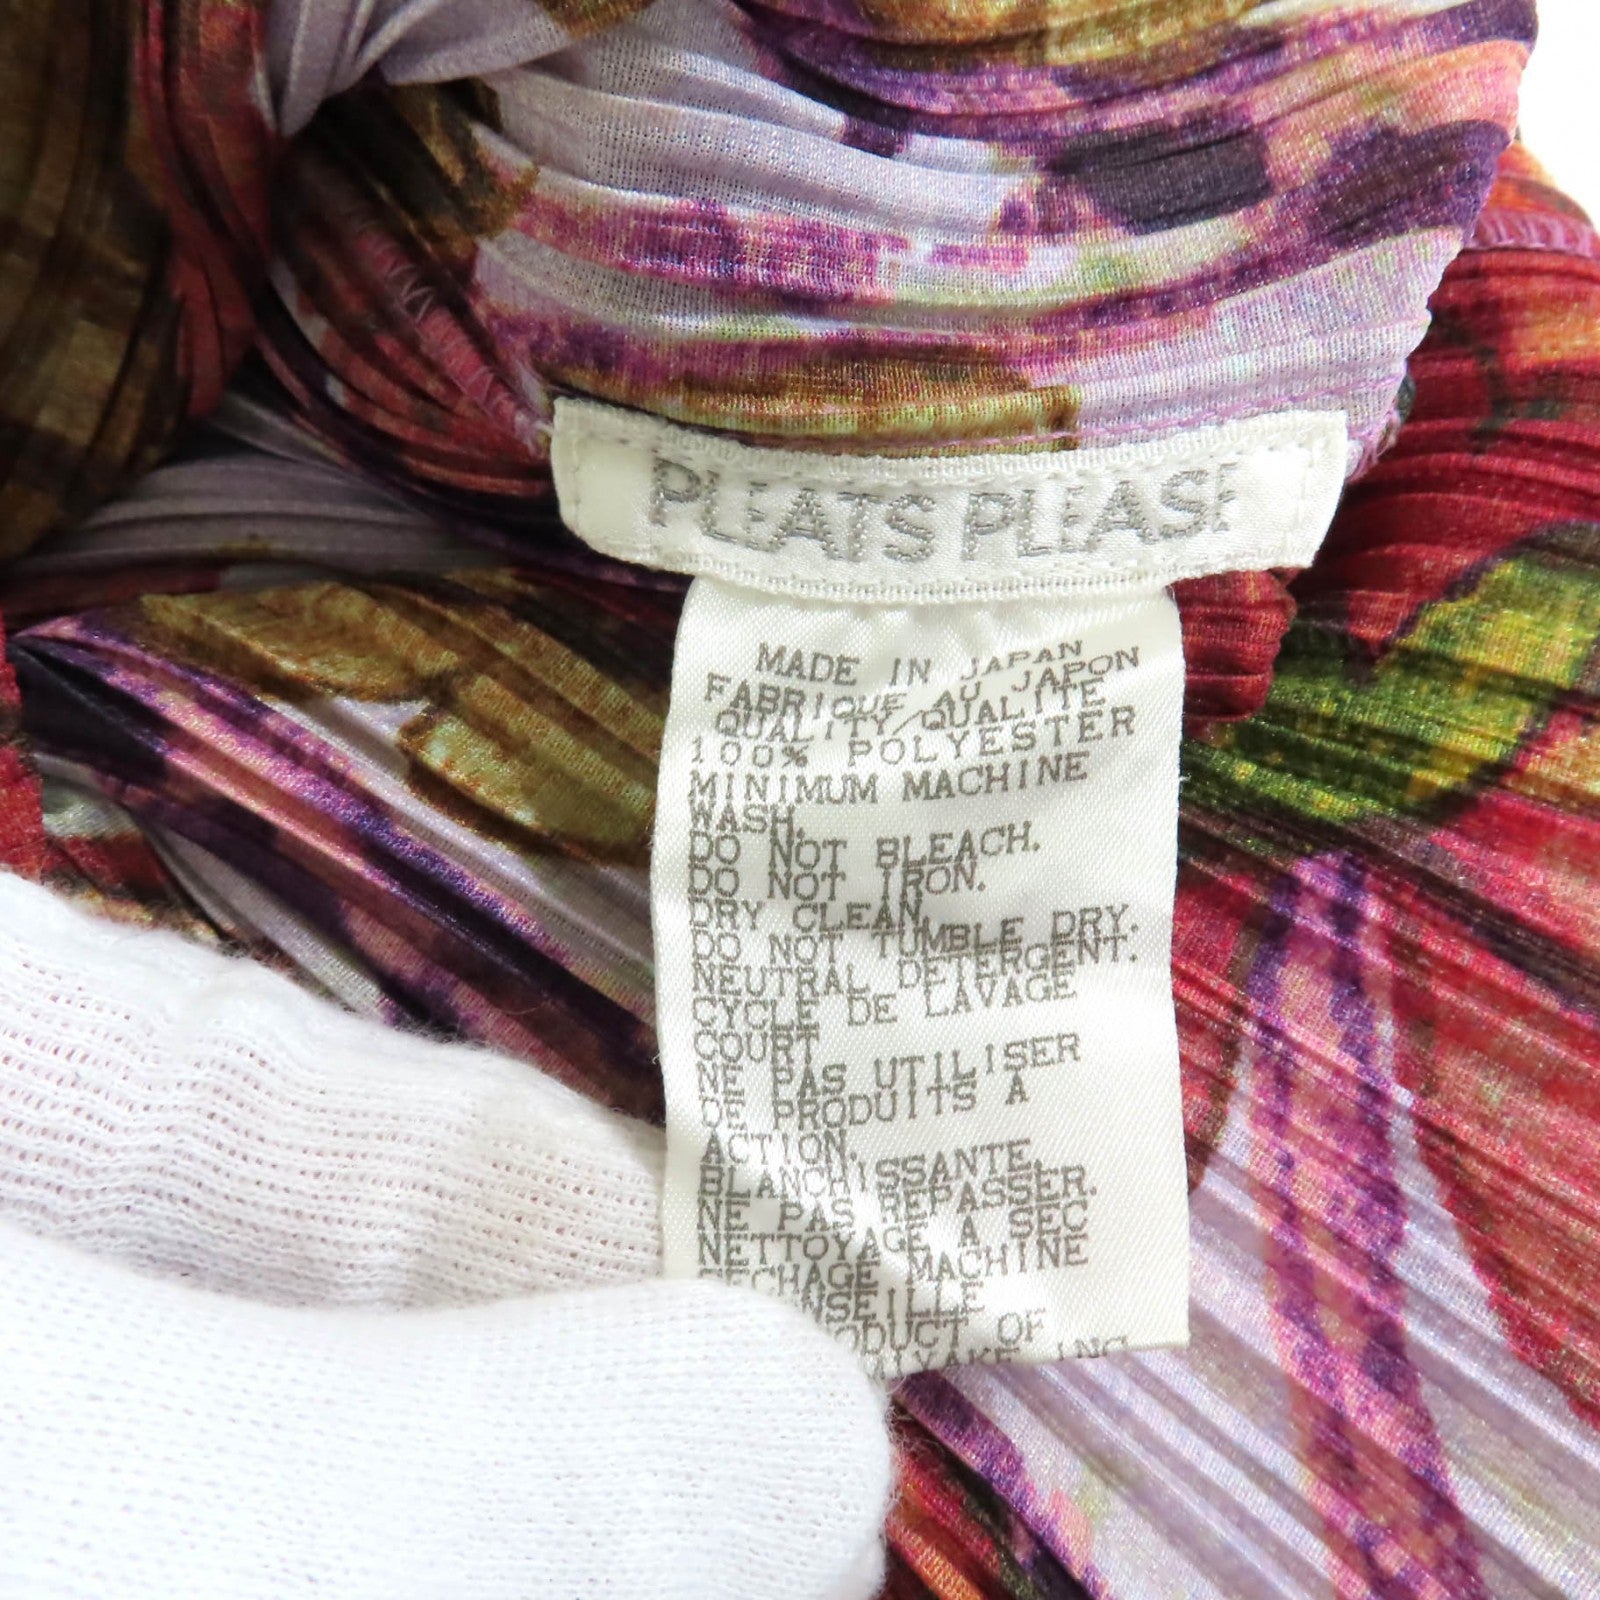 PLEATS PLEASE
MADE IN JAPAN
FABRIQUE AU JAPON
QUALITY/QUALITE
100% POLYESTER
MINIMUM MACHINE
WASH.
DO NOT BLEACH.
DO NOT IRON.
DRY CLEAN.
DO NOT TUMBLE DRY.
NEUTRAL DETERGENT.
CYCLE DE LAVAGE
COURT
NE PAS UTILISER
DE PRODUITS A
ACTION.
BLANCHISSANTE.
NE PAS REPASSER.
NETTOYAGE A SEC
MACHINE
OF
INC